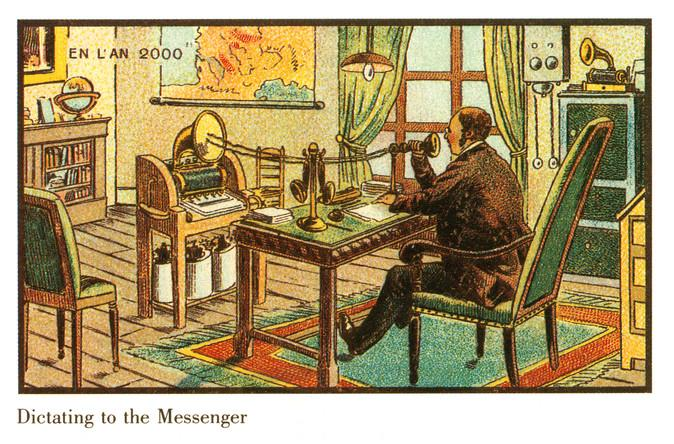 EN L'AN 2000
Dictating to the Messenger